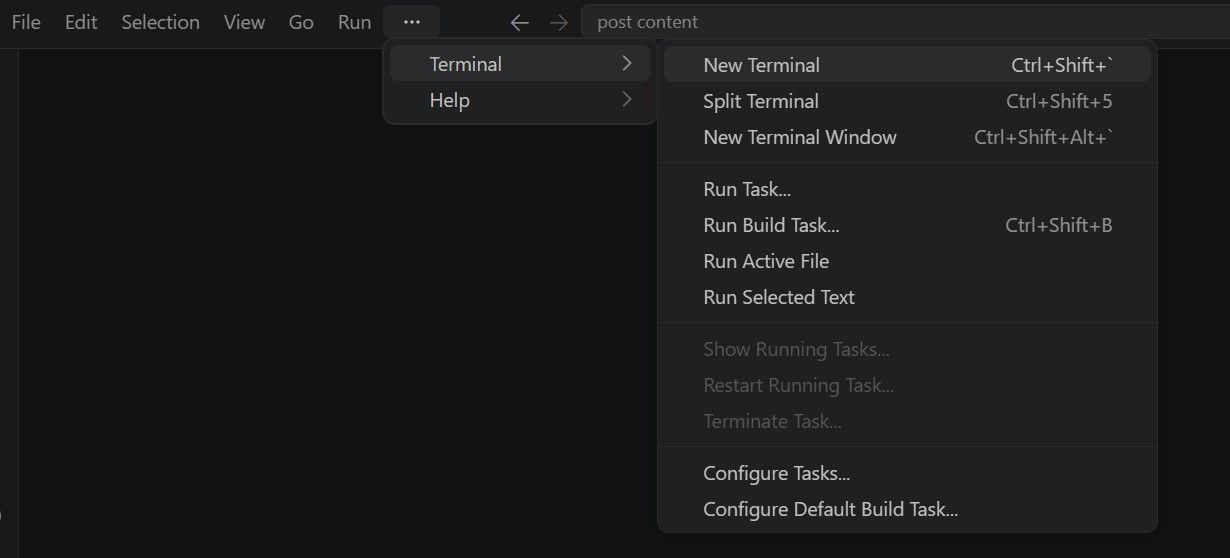 File Edit Selection View Go Run ... post content
Terminal
Help
New Terminal Ctrl+Shift+`
Split Terminal Ctrl+Shift+5
New Terminal Window Ctrl+Shift+Alt+`
Run Task...
Run Build Task... Ctrl+Shift+B
Run Active File
Run Selected Text
Show Running Tasks...
Restart Running Task...
Terminate Task...
Configure Tasks...
Configure Default Build Task...